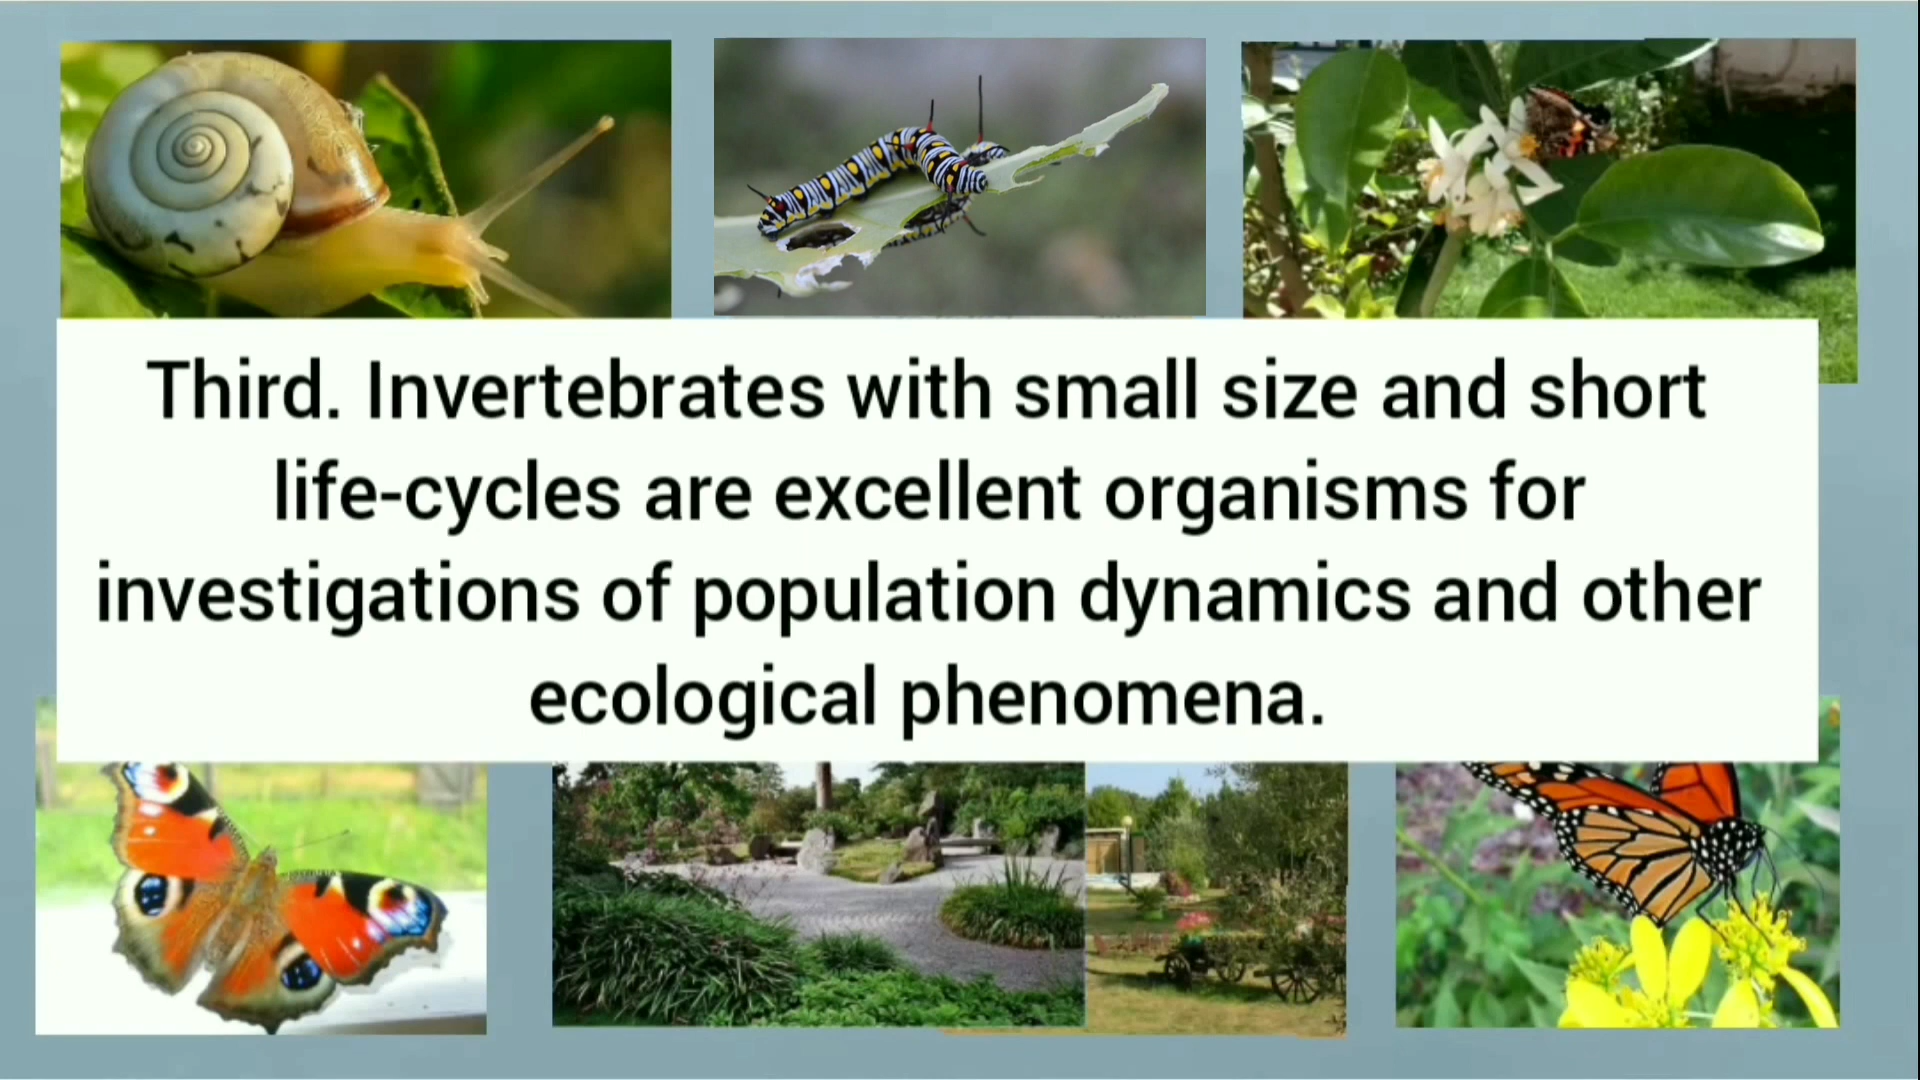 Third. Invertebrates with small size and short
life-cycles are excellent organisms for
investigations of population dynamics and other
ecological phenomena.